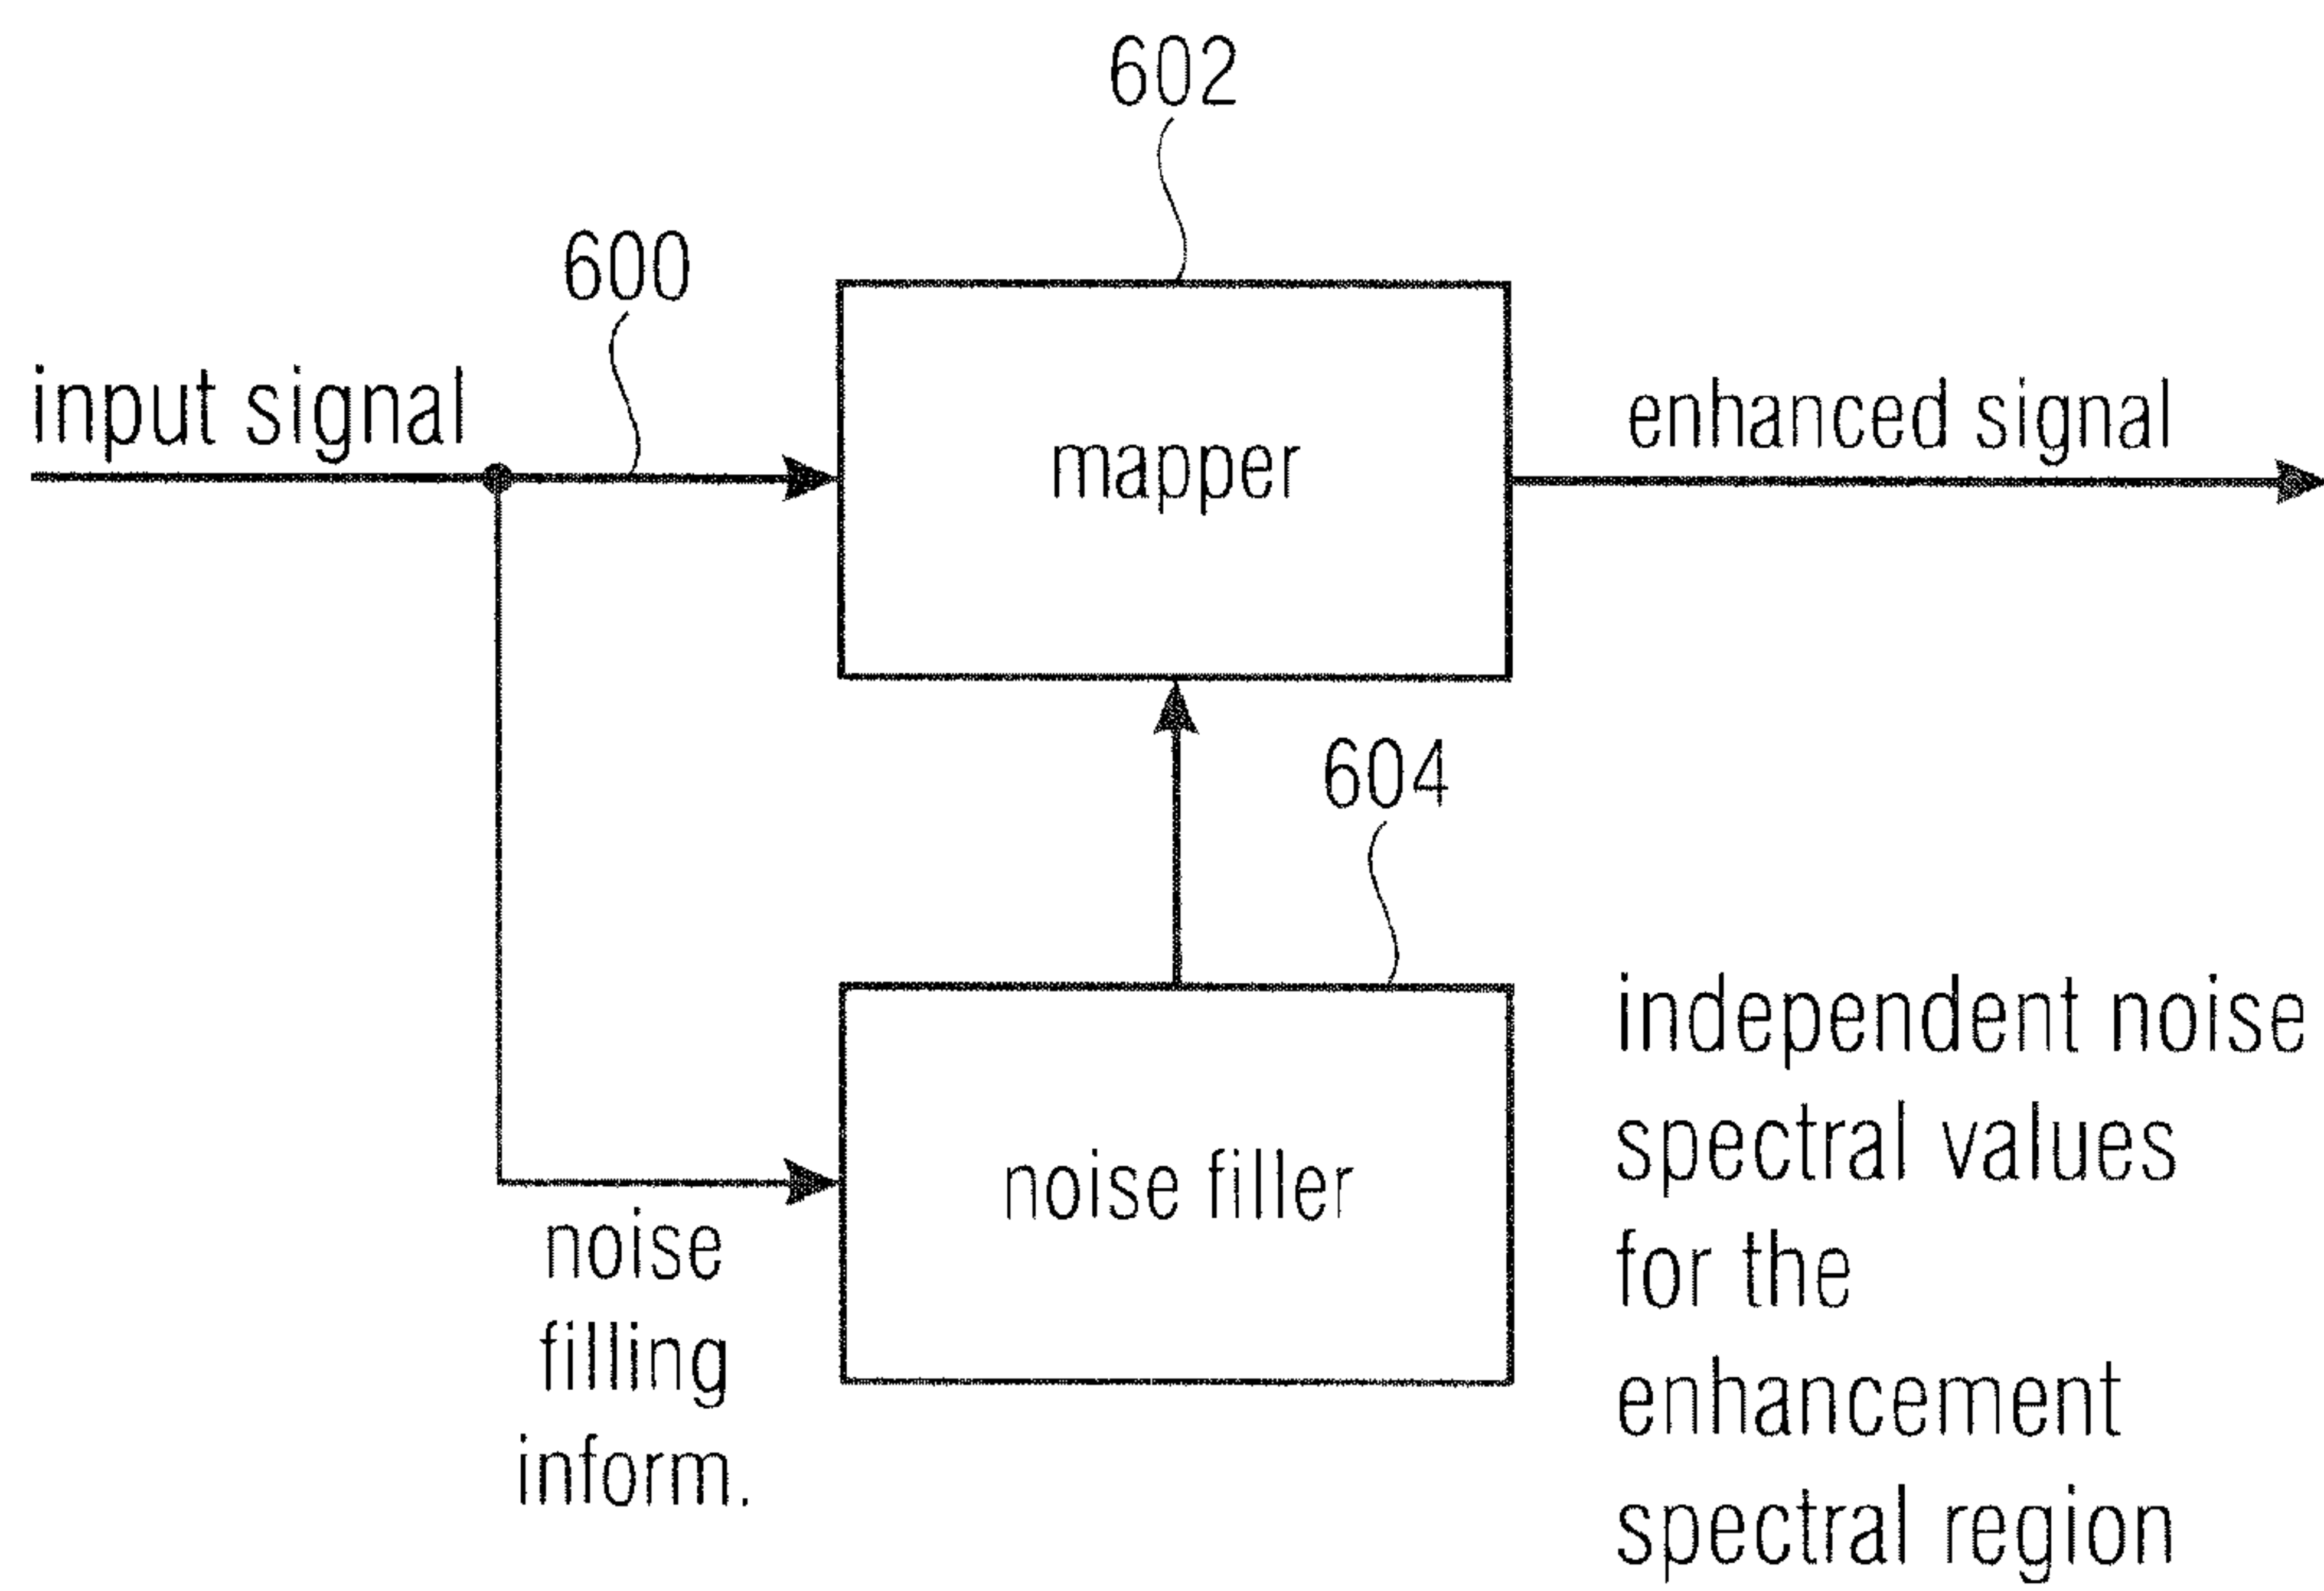 602
600
input signal
mapper
enhanced signal
604
noise filler
noise
filling
inform.
independent noise
spectral values
for the
enhancement
spectral region